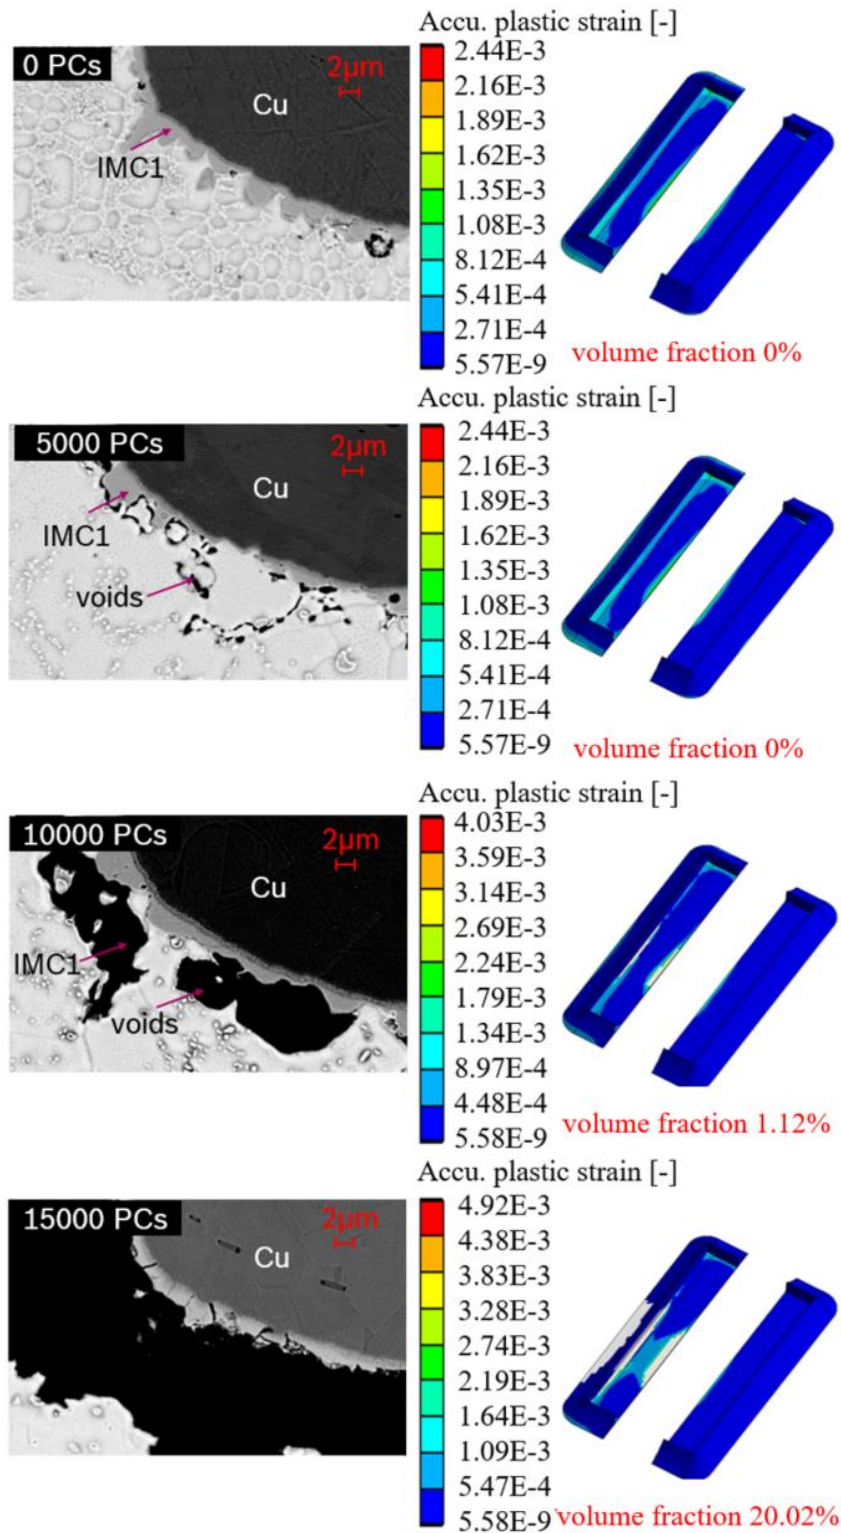 0 PCs
2μm
Cu
IMC1
Accu. plastic strain [-]
2.44E-3
2.16E-3
1.89E-3
1.62E-3
1.35E-3
1.08E-3
8.12E-4
5.41E-4
2.71E-4
5.57E-9
volume fraction 0%
5000 PCs
2μm
Cu
IMC1
voids
Accu. plastic strain [-]
2.44E-3
2.16E-3
1.89E-3
1.62E-3
1.35E-3
1.08E-3
8.12E-4
5.41E-4
2.71E-4
5.57E-9
volume fraction 0%
10000 PCs
2μm
Cu
IMC1
voids
Accu. plastic strain [-]
4.03E-3
3.59E-3
3.14E-3
2.69E-3
2.24E-3
1.79E-3
1.34E-3
8.97E-4
4.48E-4
5.58E-9
volume fraction 1.12%
15000 PCs
2μm
Cu
Accu. plastic strain [-]
4.92E-3
4.38E-3
3.83E-3
3.28E-3
2.74E-3
2.19E-3
1.64E-3
1.09E-3
5.47E-4
5.58E-9
volume fraction 20.02%